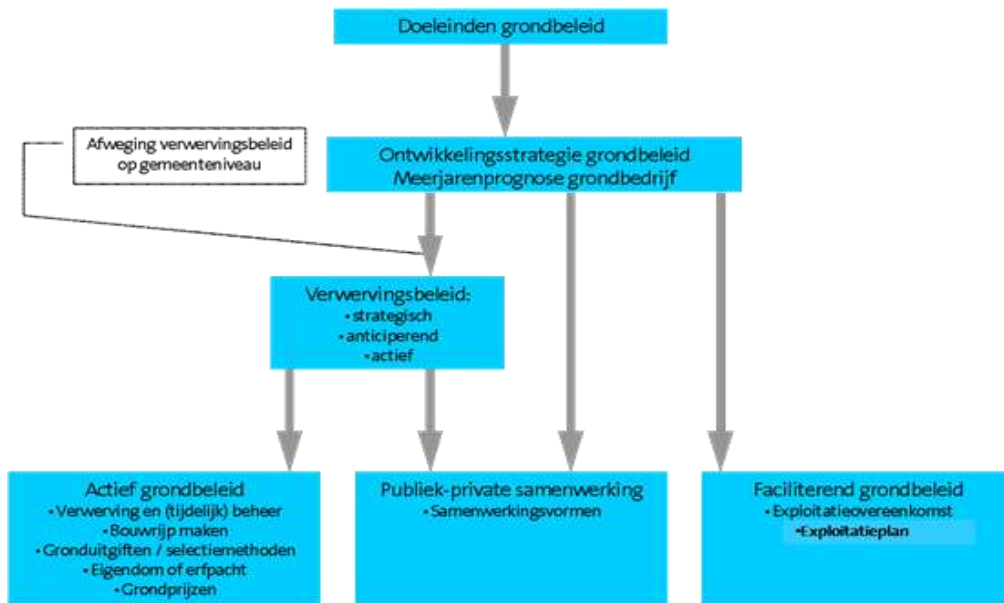 Doeleinden grondbeleid
Afweging verwervingsbeleid
op gemeenteniveau
Ontwikkelingsstrategie grondbeleid
Meerjarenprognose grondbedrijf
Verwervingsbeleid:
• strategisch
• anticiperend
• actief
Actief grondbeleid
• Verwerving en (tijdelijk) beheer
• Bouwrijp maken
• Gronduitgiften / selectiemethoden
• Eigendom of erfpacht
• Grondprijzen
Publiek-private samenwerking
• Samenwerkingsvormen
Faciliterend grondbeleid
• Exploitatieovereenkomst
• Exploitatieplan